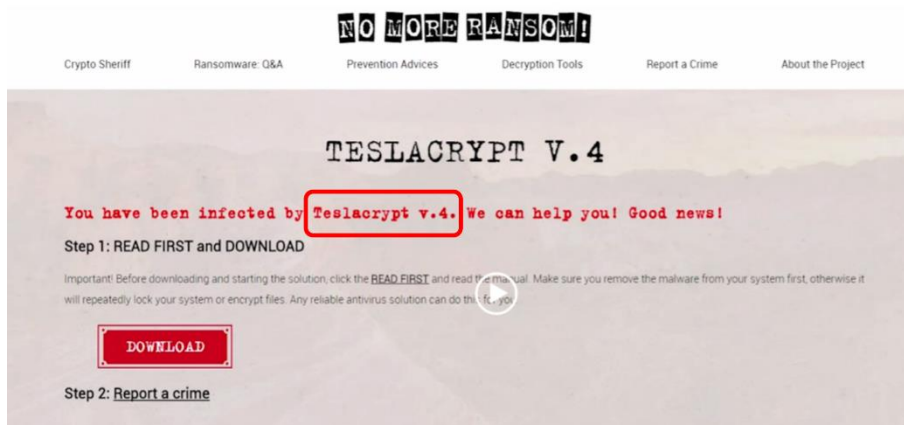 NO MORE RANSOM!
Crypto Sheriff Ransomware: Q&A Prevention Advices Decryption Tools Report a Crime About the Project
TESLACRYPT V.4
You have been infected by Teslacrypt v.4. We can help you! Good news!
Step 1: READ FIRST and DOWNLOAD
Important! Before downloading and starting the solution, click the READ FIRST and read the manual. Make sure you remove the malware from your system first, otherwise it
will repeatedly lock your system or encrypt files. Any reliable antivirus solution can do this for you
DOWNLOAD
Step 2: Report a crime